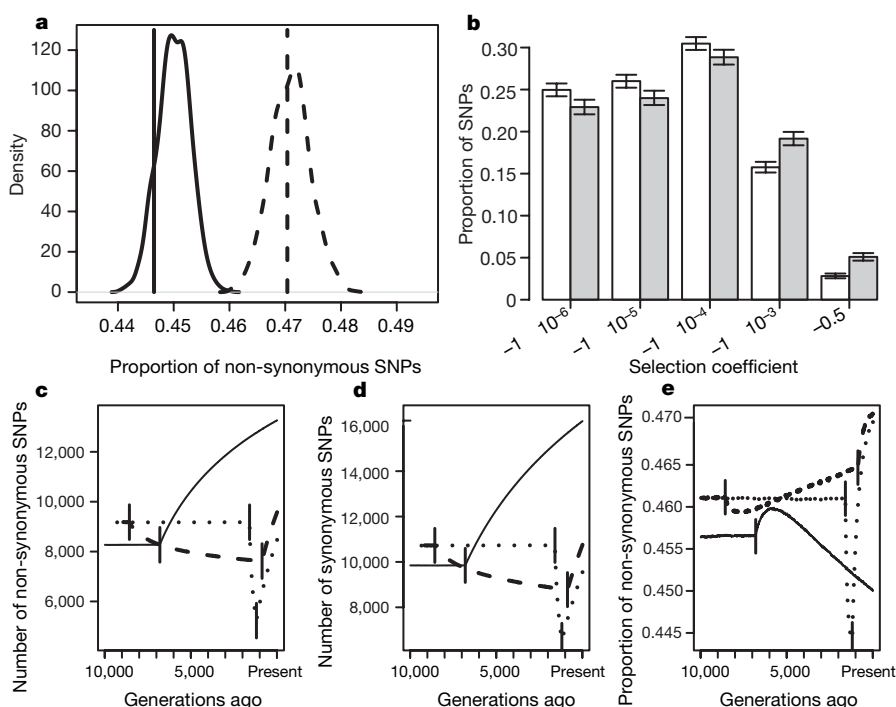 a
Density
120
100
80
60
40
20
0
0.44 0.45 0.46 0.47 0.48 0.49
Proportion of non-synonymous SNPs
b
Proportion of SNPs
0.30
0.25
0.20
0.15
0.10
0.05
0
–1 10⁻⁶ –1 10⁻⁵ –1 10⁻⁴ –1 10⁻³ –0.5
Selection coefficient
c
Number of non-synonymous SNPs
12,000
10,000
8,000
6,000
10,000 5,000 Present
Generations ago
d
Number of synonymous SNPs
16,000
14,000
12,000
10,000
8,000
10,000 5,000 Present
Generations ago
e
Proportion of non-synonymous SNPs
0.470
0.465
0.460
0.455
0.450
0.445
10,000 5,000 Present
Generations ago